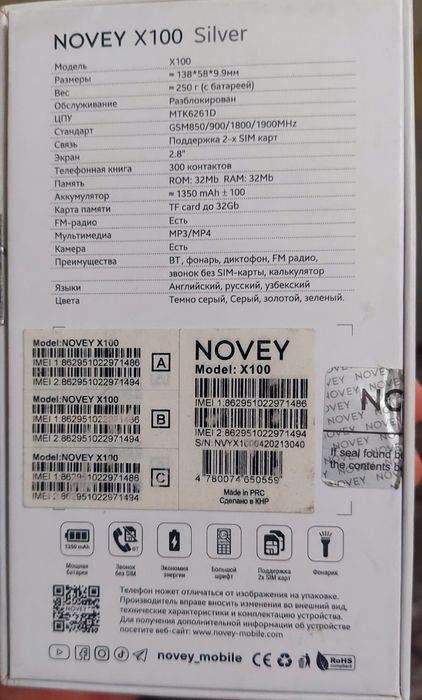 NOVEY X100 Silver
Модель X100
Размеры ≈ 138*58*9.9мм
Вес ≈ 250 г (с батареей)
Обслуживание Разблокирован
ЦПУ MTK6261D
Стандарт GSM850/900/1800/1900MHz
Связь Поддержка 2-х SIM карт
Экран 2.8"
Телефонная книга 300 контактов
Память ROM: 32Mb RAM: 32Mb
Аккумулятор ≈ 1350 mAh ± 100
Карта памяти TF card до 32Gb
FM-радио Есть
Мультимедиа MP3/MP4
Камера Есть
Преимущества BT, фонарь, диктофон, FM радио,
звонок без SIM-карты, калькулятор
Языки Английский, русский, узбекский
Цвета Темно серый, Серый, золотой, зеленый.
Model:NOVEY X100
IMEI 1:862951022971486
IMEI 2:862951022971494
A
Model:NOVEY X100
IMEI 2:862951022971494
B
Model:NOVEY X100
C
NOVEY
Model: X100
IMEI 1:862951022971486
IMEI 2:862951022971494
4 780074 650559
Made in PRC
Сделано в КНР
NOVEY
If seal found
the contents
1350 mAh
BT
Мощная батарея
Звонок без SIM
Экономия энергии
Большой шрифт
Поддержка 2х SIM карт
Фонарик
NOVEY
Телефон может отличаться от изображения на упаковке.
Производитель вправе вносить изменения во внешний вид,
технические характеристики и комплектацию устройства.
Для получения дополнительной информации об устройстве
посетите веб-сайт: www.novey-mobile.com
novey_mobile CE RoHS